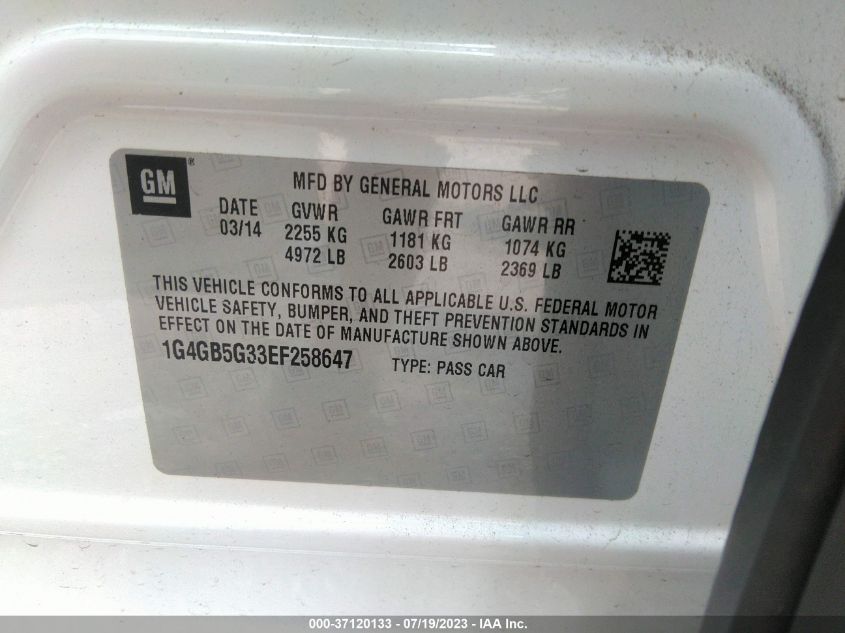 GM ®
MFD BY GENERAL MOTORS LLC
DATE GVWR GAWR FRT GAWR RR
03/14 2255 KG 1181 KG 1074 KG
4972 LB 2603 LB 2369 LB
THIS VEHICLE CONFORMS TO ALL APPLICABLE U.S. FEDERAL MOTOR
VEHICLE SAFETY, BUMPER, AND THEFT PREVENTION STANDARDS IN
EFFECT ON THE DATE OF MANUFACTURE SHOWN ABOVE.
1G4GB5G33EF258647 TYPE: PASS CAR
000-37120133 - 07/19/2023 - IAA Inc.